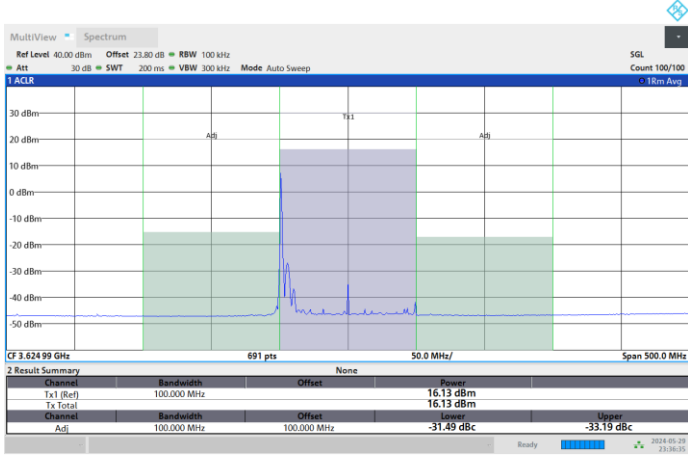 MultiView Spectrum
Ref Level 40.00 dBm Offset 23.80 dB RBW 100 kHz SGL
Att 30 dB SWT 200 ms VBW 300 kHz Mode Auto Sweep Count 100/100
1 ACLR 1Rm Avg
30 dBm
Tx1
20 dBm
Adj Adj
10 dBm
0 dBm
-10 dBm
-20 dBm
-30 dBm
-40 dBm
-50 dBm
CF 3.624 99 GHz 691 pts 50.0 MHz/ Span 500.0 MHz
2 Result Summary None
Channel Bandwidth Offset Power
Tx1 (Ref) 100.000 MHz 16.13 dBm
Tx Total 16.13 dBm
Channel Bandwidth Offset Lower Upper
Adj 100.000 MHz 100.000 MHz -31.49 dBc -33.19 dBc
Ready 2024-05-20
23:36:35